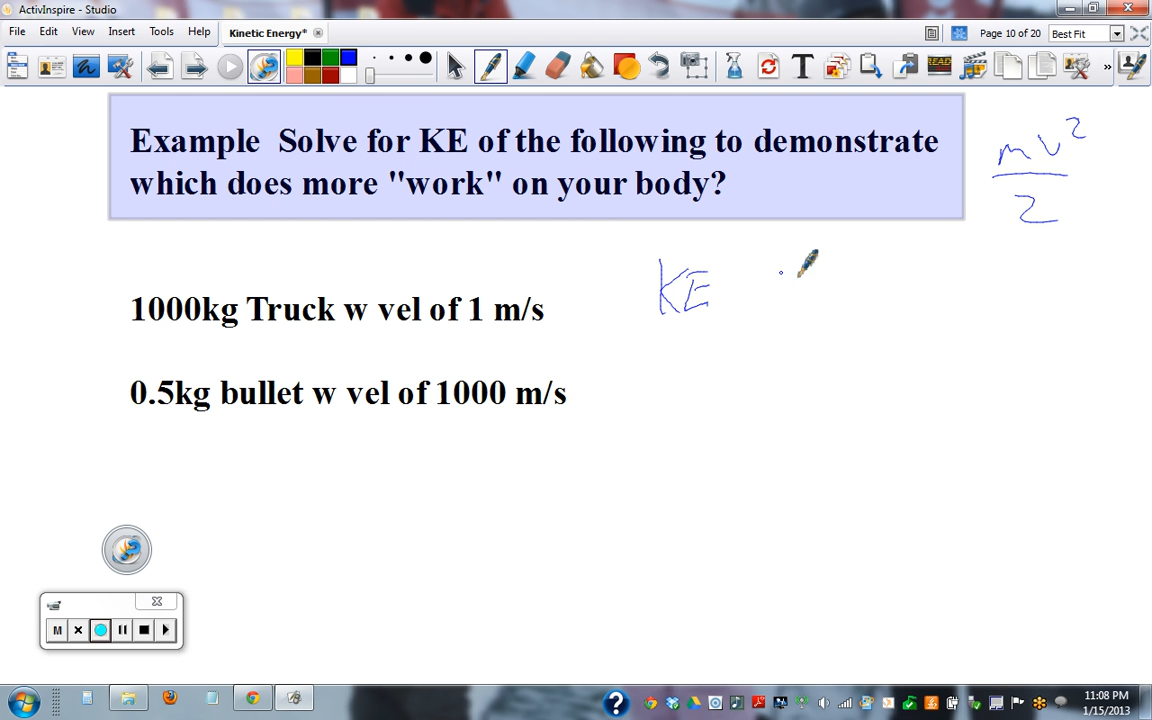 ActivInspire - Studio
File Edit View Insert Tools Help Kinetic Energy*
Page 10 of 20 Best Fit
Example Solve for KE of the following to demonstrate
which does more "work" on your body?
mv²
2
KE
1000kg Truck w vel of 1 m/s
0.5kg bullet w vel of 1000 m/s
M
11:08 PM
1/15/2013